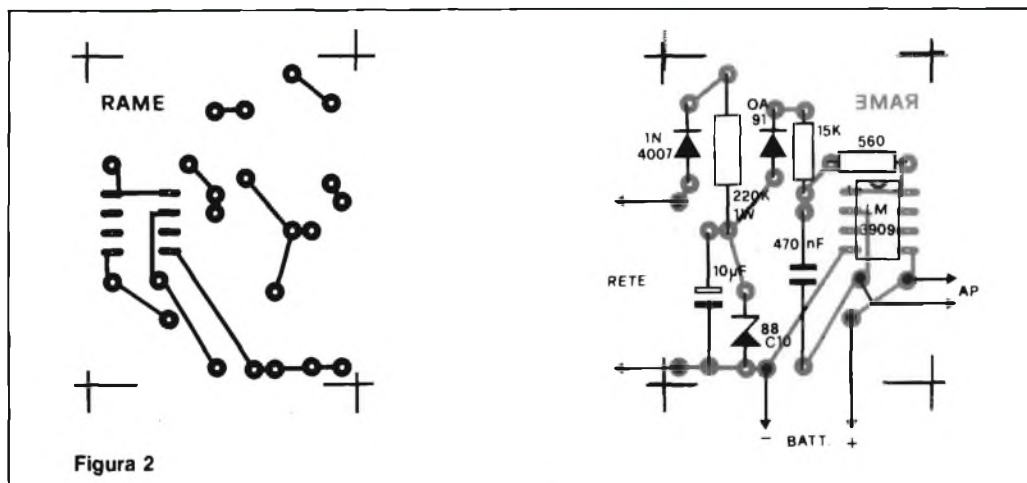 RAME
RAME
OA
91
1N
4007
15K
560
220K
1W
LM
3909
470 nF
10µF
RETE
AP
88
C10
- BATT. +
Figura 2